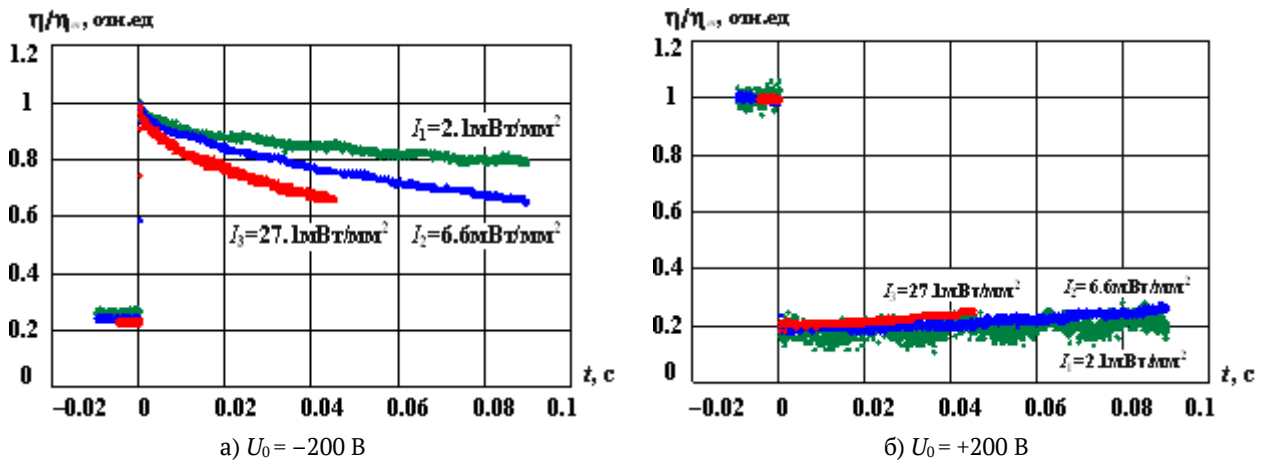 η/η∞, отн.ед
1.2
1
0.8
0.6
0.4
0.2
0
I₁=2.1мВт/мм²
I₃=27.1мВт/мм² I₂=6.6мВт/мм²
t, с
−0.02 0 0.02 0.04 0.06 0.08 0.1
а) U₀ = −200 В
η/η∞, отн.ед
1.2
1
0.8
0.6
0.4
0.2
0
I₃=27.1мВт/мм² I₂=6.6мВт/мм²
I₁=2.1мВт/мм²
t, с
−0.02 0 0.02 0.04 0.06 0.08 0.1
б) U₀ = +200 В